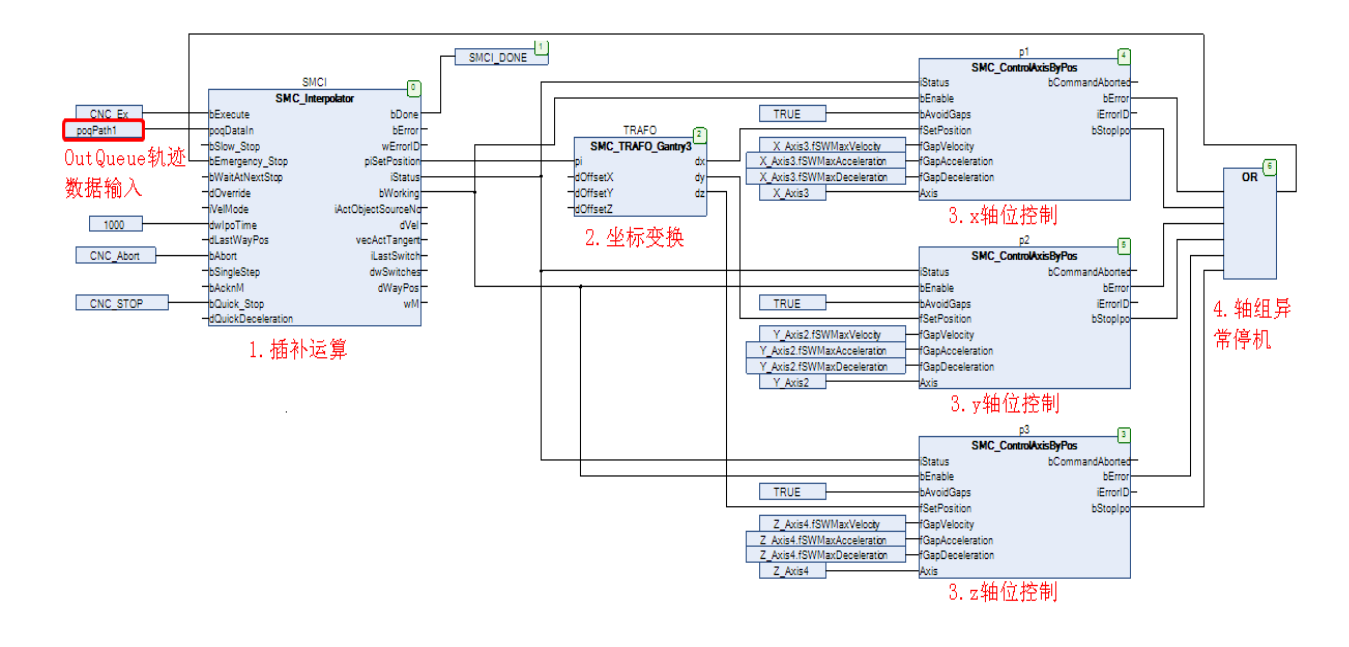 SMCI
0
SMC_Interpolator
CNC_Ex
poqPath1
OutQueue轨迹
数据输入
1000
CNC_Abort
CNC_STOP
bExecute
poqDataIn
bSlow_Stop
bEmergency_Stop
bWaitAtNextStop
dOverride
iVelMode
dwIpoTime
dLastWayPos
bAbort
bSingleStep
bAcknM
bQuick_Stop
dQuickDeceleration
bDone
bError
wErrorID
piSetPosition
iStatus
bWorking
iActObjectSourceNo
dVel
vecActTangent
iLastSwitch
dwSwitches
dWayPos
wM
1.插补运算
SMCI_DONE
1
TRAFO
2
SMC_TRAFO_Gantry3
pi
dOffsetX
dOffsetY
dOffsetZ
dx
dy
dz
2.坐标变换
p1
4
SMC_ControlAxisByPos
TRUE
X_Axis3.fSWMaxVelocity
X_Axis3.fSWMaxAcceleration
X_Axis3.fSWMaxDeceleration
X_Axis3
iStatus
bEnable
bAvoidGaps
fSetPosition
fGapVelocity
fGapAcceleration
fGapDeceleration
Axis
bCommandAborted
bError
iErrorID
bStopIpo
3.x轴位控制
p2
5
SMC_ControlAxisByPos
TRUE
Y_Axis2.fSWMaxVelocity
Y_Axis2.fSWMaxAcceleration
Y_Axis2.fSWMaxDeceleration
Y_Axis2
iStatus
bEnable
bAvoidGaps
fSetPosition
fGapVelocity
fGapAcceleration
fGapDeceleration
Axis
bCommandAborted
bError
iErrorID
bStopIpo
3.y轴位控制
p3
3
SMC_ControlAxisByPos
TRUE
Z_Axis4.fSWMaxVelocity
Z_Axis4.fSWMaxAcceleration
Z_Axis4.fSWMaxDeceleration
Z_Axis4
iStatus
bEnable
bAvoidGaps
fSetPosition
fGapVelocity
fGapAcceleration
fGapDeceleration
Axis
bCommandAborted
bError
iErrorID
bStopIpo
3.z轴位控制
6
OR
4.轴组异
常停机